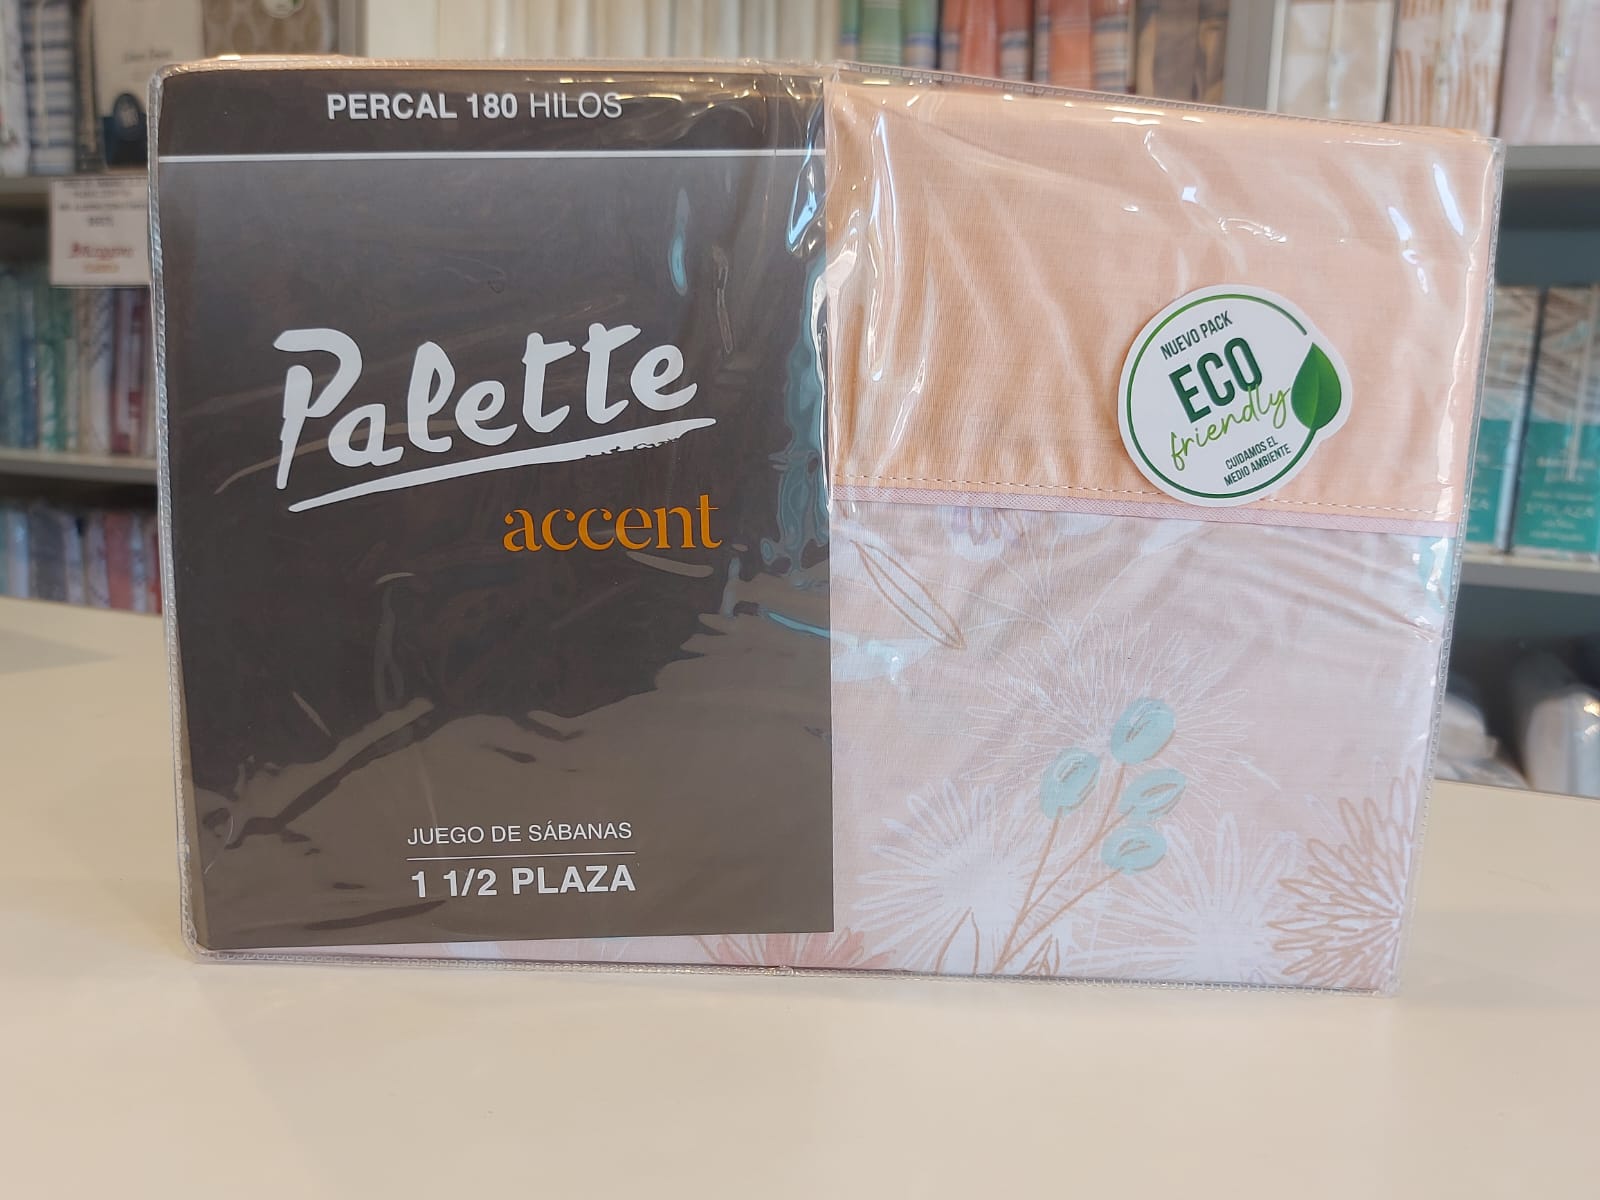 PERCAL 180 HILOS
Palette
accent
JUEGO DE SÁBANAS
1 1/2 PLAZA
NUEVO PACK
ECO
friendly
CUIDAMOS EL
MEDIO AMBIENTE